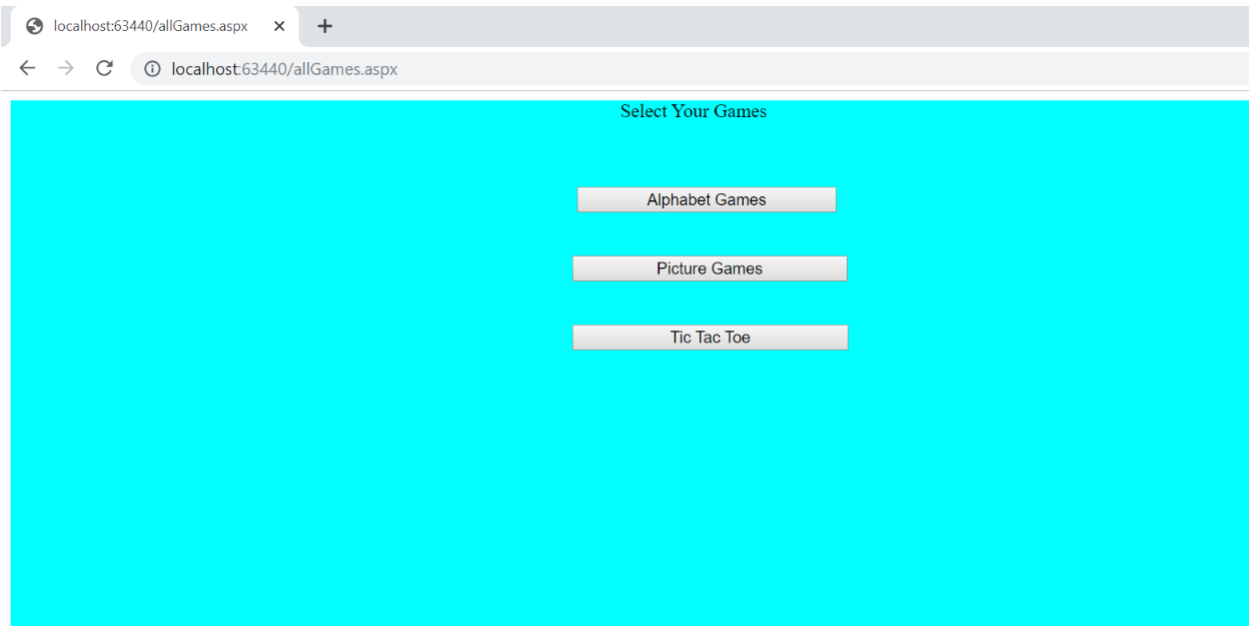 localhost:63440/allGames.aspx
localhost:63440/allGames.aspx
Select Your Games
Alphabet Games
Picture Games
Tic Tac Toe